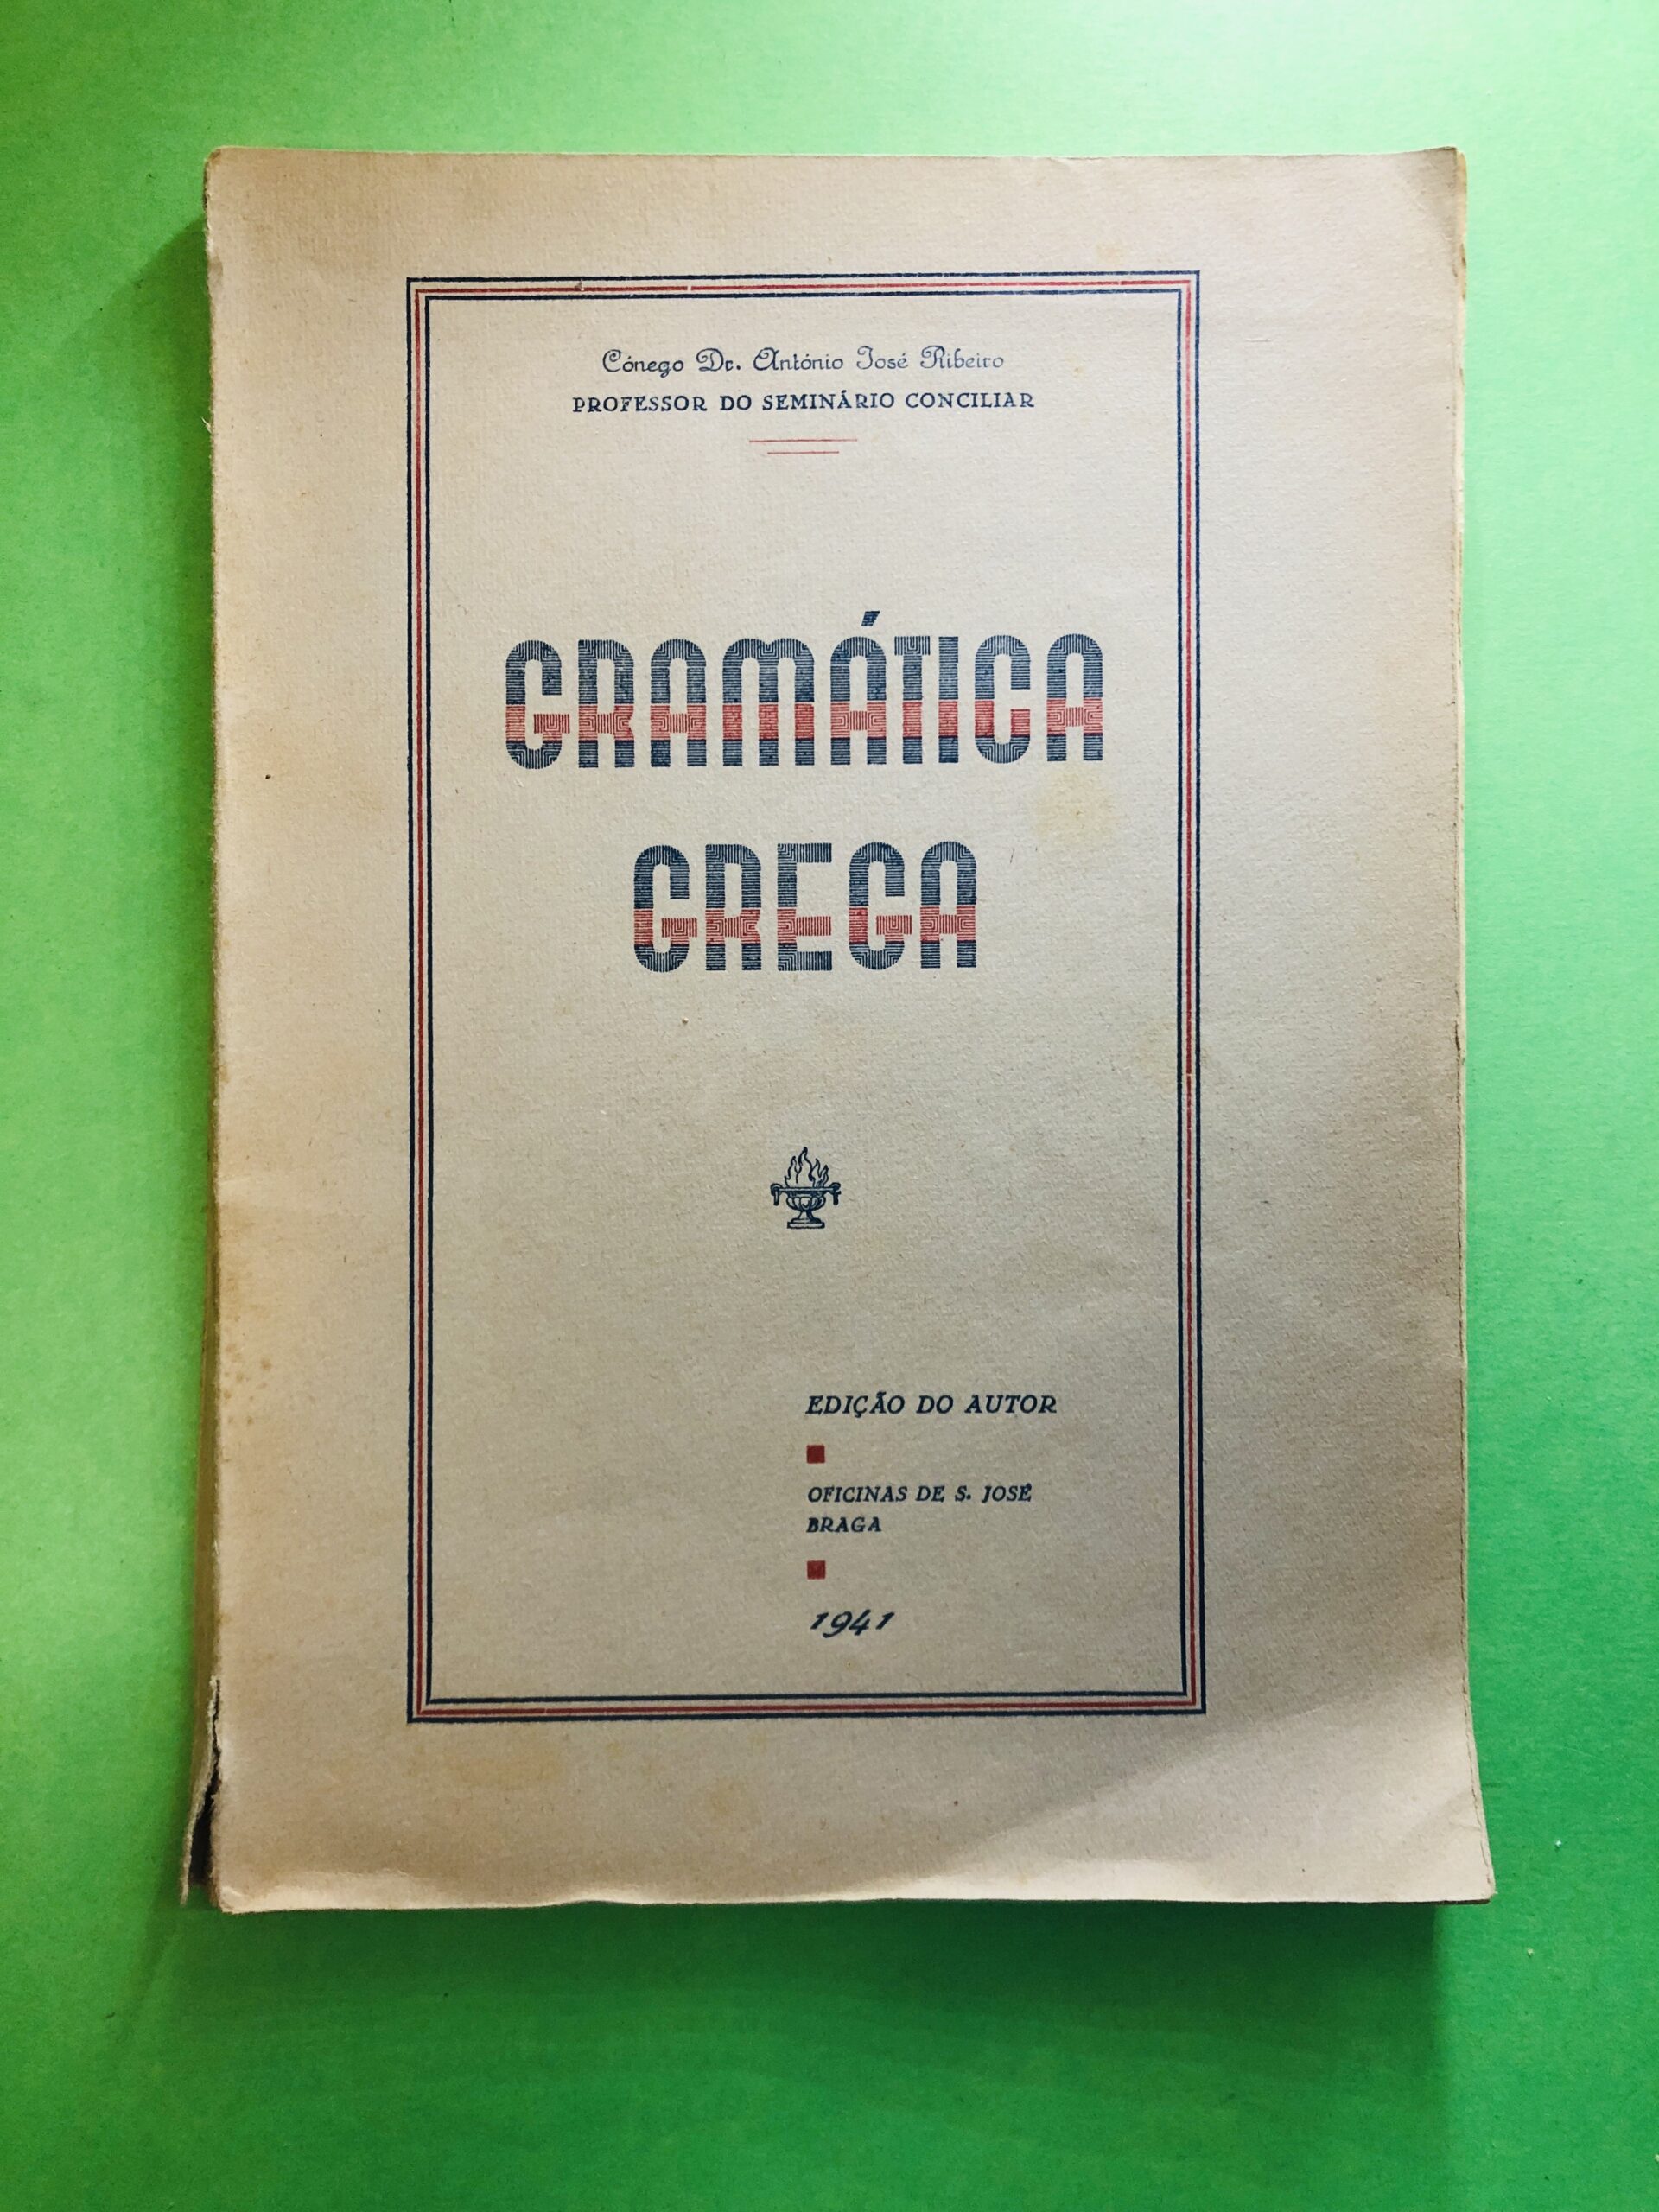 Cónego Dr. António José Ribeiro
PROFESSOR DO SEMINÁRIO CONCILIAR
GRAMÁTICA
GREGA
EDIÇÃO DO AUTOR
OFICINAS DE S. JOSÉ
BRAGA
1941